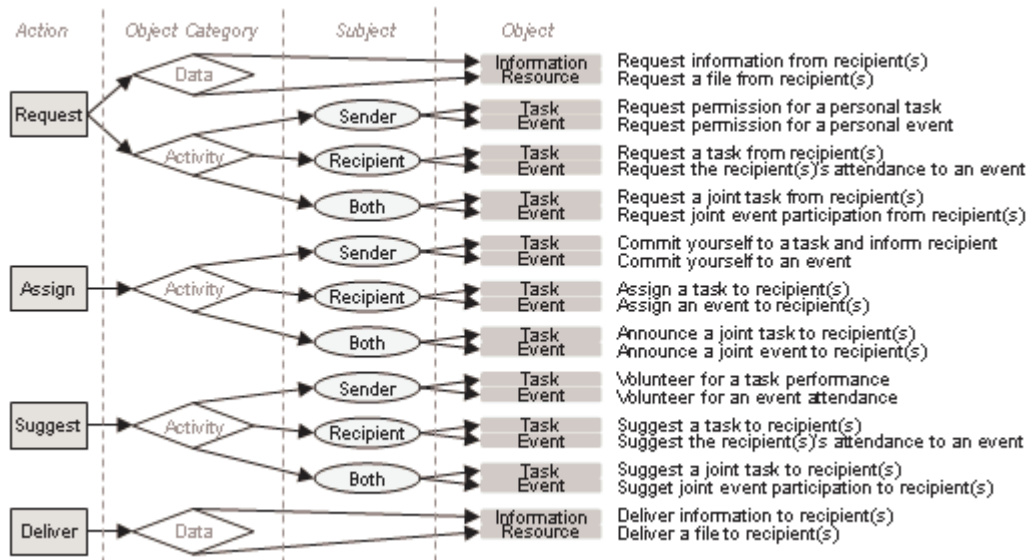 Action Object Category Subject Object
Data Information Request information from recipient(s)
Resource Request a file from recipient(s)
Request Sender Task Request permission for a personal task
Event Request permission for a personal event
Activity Recipient Task Request a task from recipient(s)
Event Request the recipient(s)'s attendance to an event
Both Task Request a joint task from recipient(s)
Event Request joint event participation from recipient(s)
Sender Task Commit yourself to a task and inform recipient
Event Commit yourself to an event
Assign Activity Recipient Task Assign a task to recipient(s)
Event Assign an event to recipient(s)
Both Task Announce a joint task to recipient(s)
Event Announce a joint event to recipient(s)
Sender Task Volunteer for a task performance
Event Volunteer for an event attendance
Suggest Activity Recipient Task Suggest a task to recipient(s)
Event Suggest the recipient(s)'s attendance to an event
Both Task Suggest a joint task to recipient(s)
Event Sugget joint event participation to recipient(s)
Deliver Data Information Deliver information to recipient(s)
Resource Deliver a file to recipient(s)